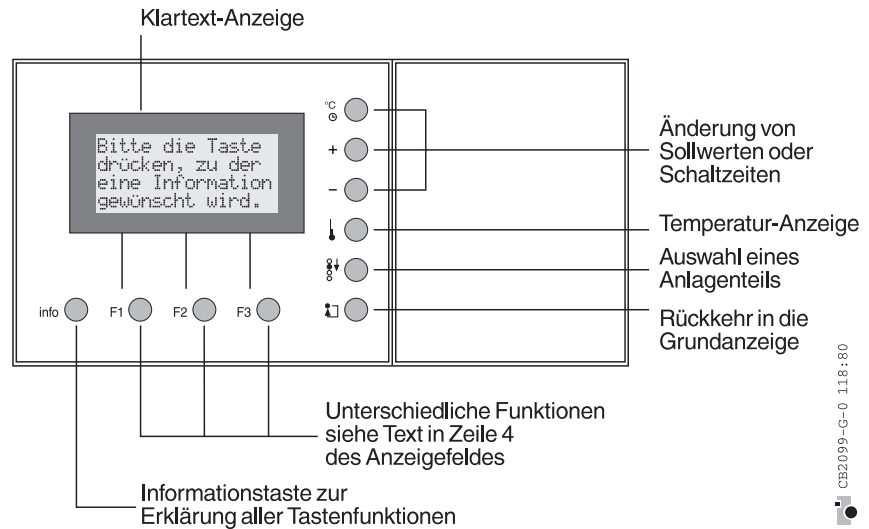 Klartext-Anzeige
Bitte die Taste
drücken, zu der
eine Information
gewünscht wird.
°C
+
−
info
F1
F2
F3
Änderung von
Sollwerten oder
Schaltzeiten
Temperatur-Anzeige
Auswahl eines
Anlagenteils
Rückkehr in die
Grundanzeige
Unterschiedliche Funktionen
siehe Text in Zeile 4
des Anzeigefeldes
Informationstaste zur
Erklärung aller Tastenfunktionen
CB2099-G-0 118:80